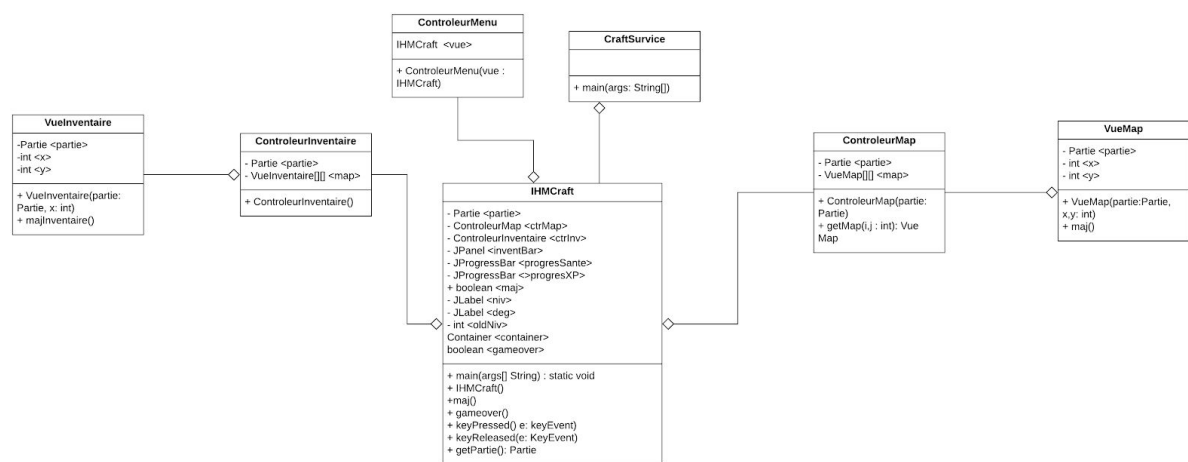 ControleurMenu
IHMCraft <vue>
+ ControleurMenu(vue :
IHMCraft)
CraftSurvice
+ main(args: String[])
VueInventaire
-Partie <partie>
-int <x>
-int <y>
+ VueInventaire(partie:
Partie, x: int)
+ majInventaire()
ControleurInventaire
- Partie <partie>
- VueInventaire[][] <map>
+ ControleurInventaire()
IHMCraft
- Partie <partie>
- ControleurMap <ctrMap>
- ControleurInventaire <ctrInv>
- JPanel <inventBar>
- JProgressBar <progresSante>
- JProgressBar <>progresXP>
+ boolean <maj>
- JLabel <niv>
- JLabel <deg>
- int <oldNiv>
Container <container>
boolean <gameover>
+ main(args[] String) : static void
+ IHMCraft()
+maj()
+ gameover()
+ keyPressed() e: keyEvent)
+ keyReleased(e: KeyEvent)
+ getPartie(): Partie
ControleurMap
- Partie <partie>
- VueMap[][] <map>
+ ControleurMap(partie:
Partie)
+ getMap(i,j : int): Vue
Map
VueMap
- Partie <partie>
- int <x>
- int <y>
+ VueMap(partie:Partie,
x,y: int)
+ maj()